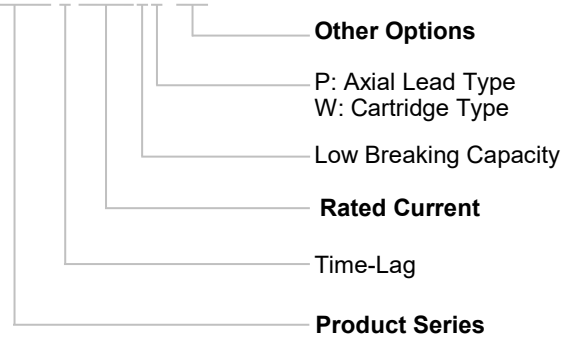 Other Options
P: Axial Lead Type
W: Cartridge Type
Low Breaking Capacity
Rated Current
Time-Lag
Product Series